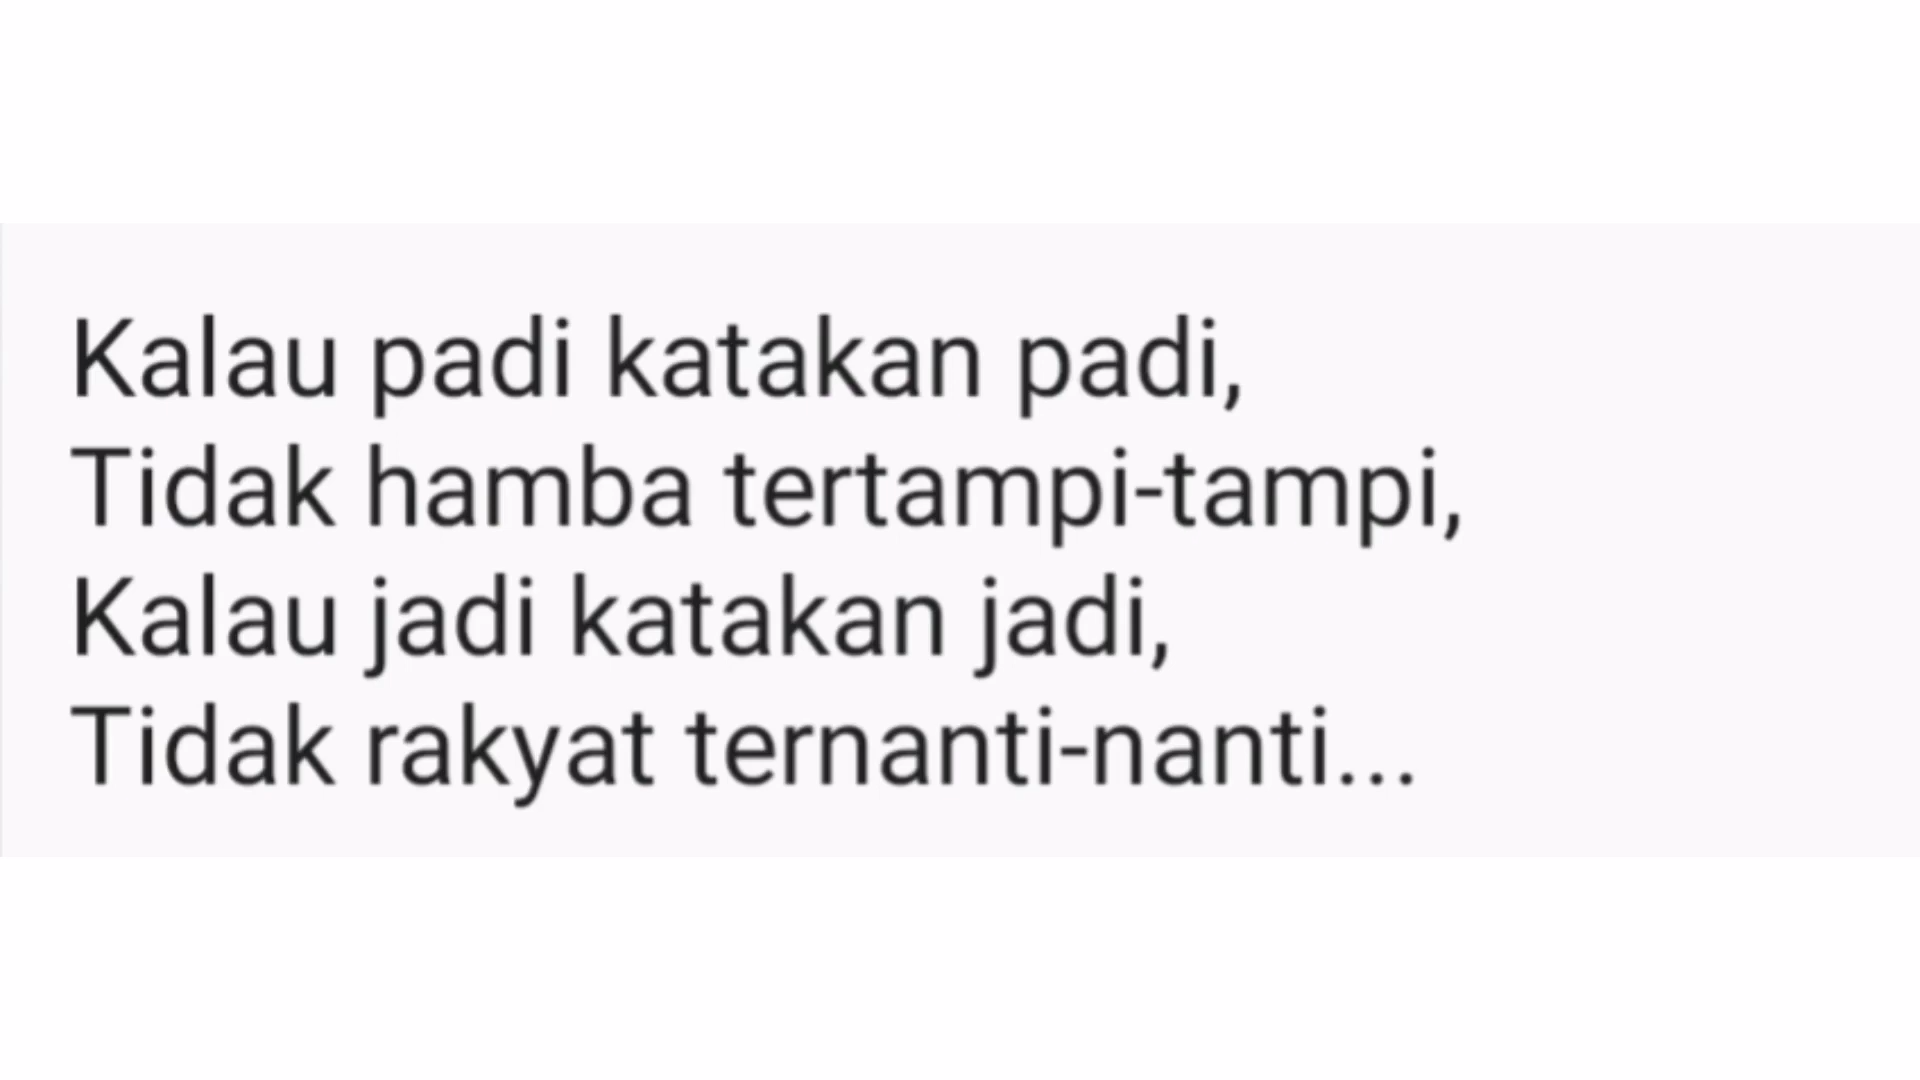 Kalau padi katakan padi,
Tidak hamba tertampi-tampi,
Kalau jadi katakan jadi,
Tidak rakyat ternanti-nanti...